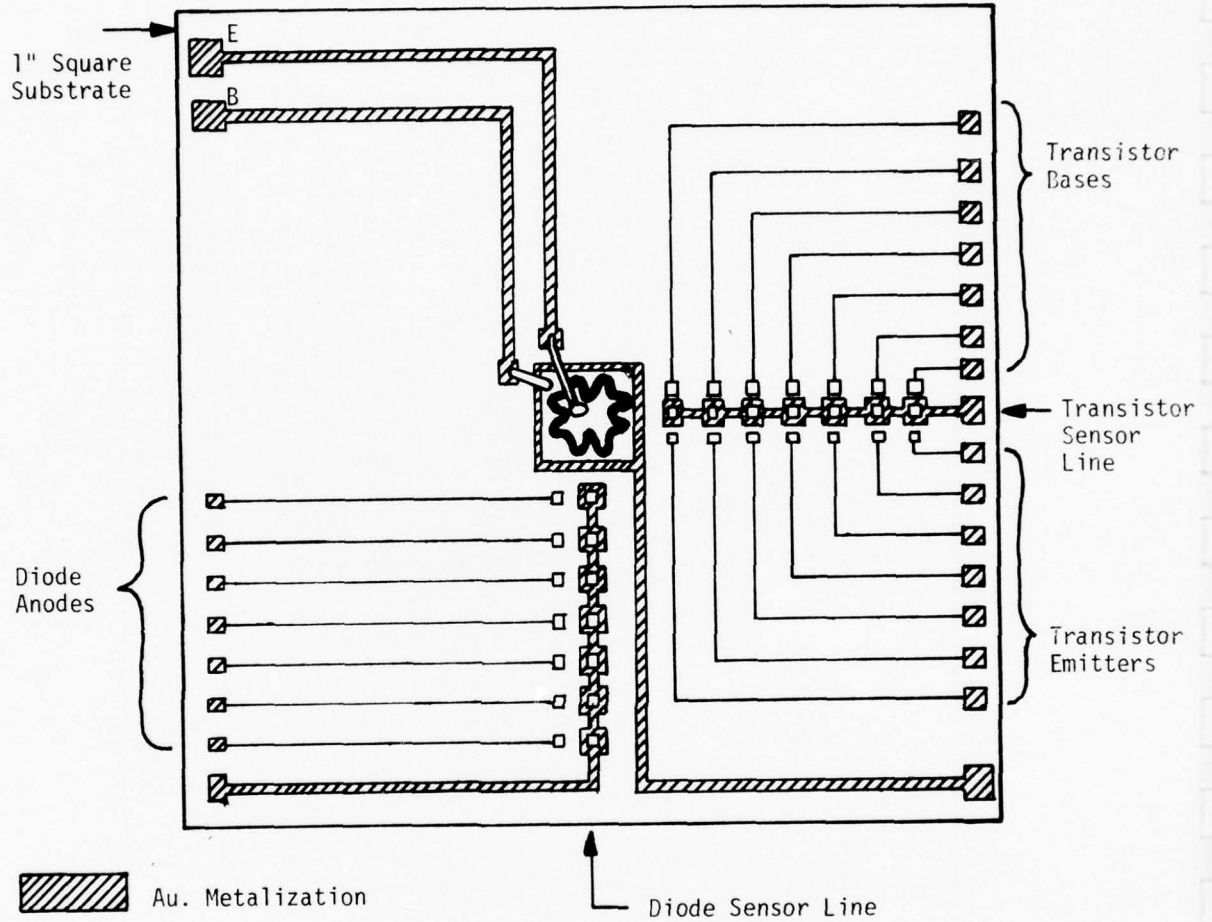 E
1" Square
Substrate
B
Transistor
Bases
Transistor
Sensor
Line
Diode
Anodes
Transistor
Emitters
Au. Metalization
Diode Sensor Line